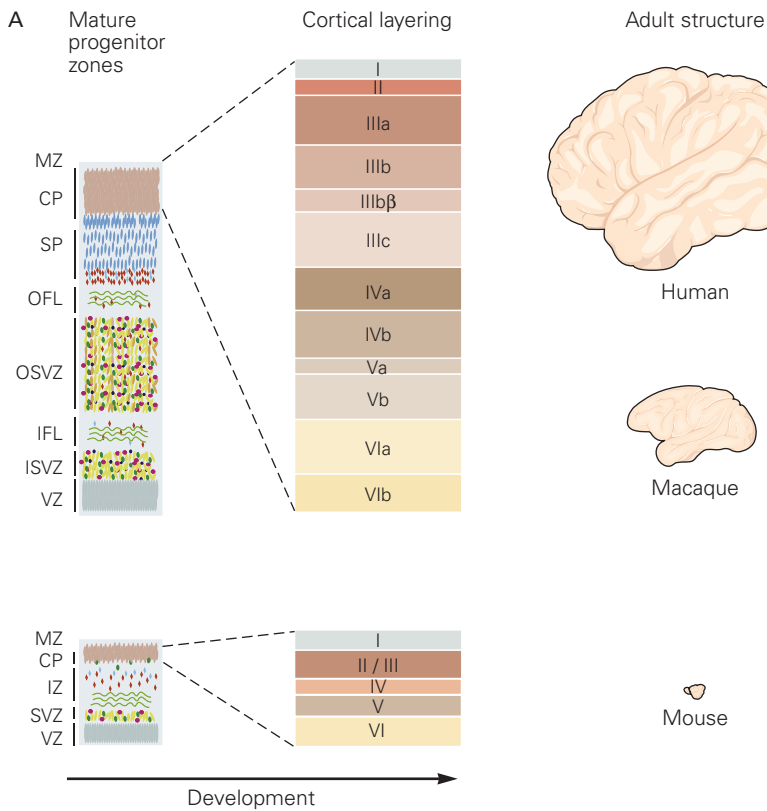 A
Mature
progenitor
zones
Cortical layering
Adult structure
MZ
CP
SP
OFL
OSVZ
IFL
ISVZ
VZ
I
II
IIIa
IIIb
IIIbβ
IIIc
IVa
IVb
Va
Vb
VIa
VIb
Human
Macaque
MZ
CP
IZ
SVZ
VZ
I
II / III
IV
V
VI
Mouse
Development